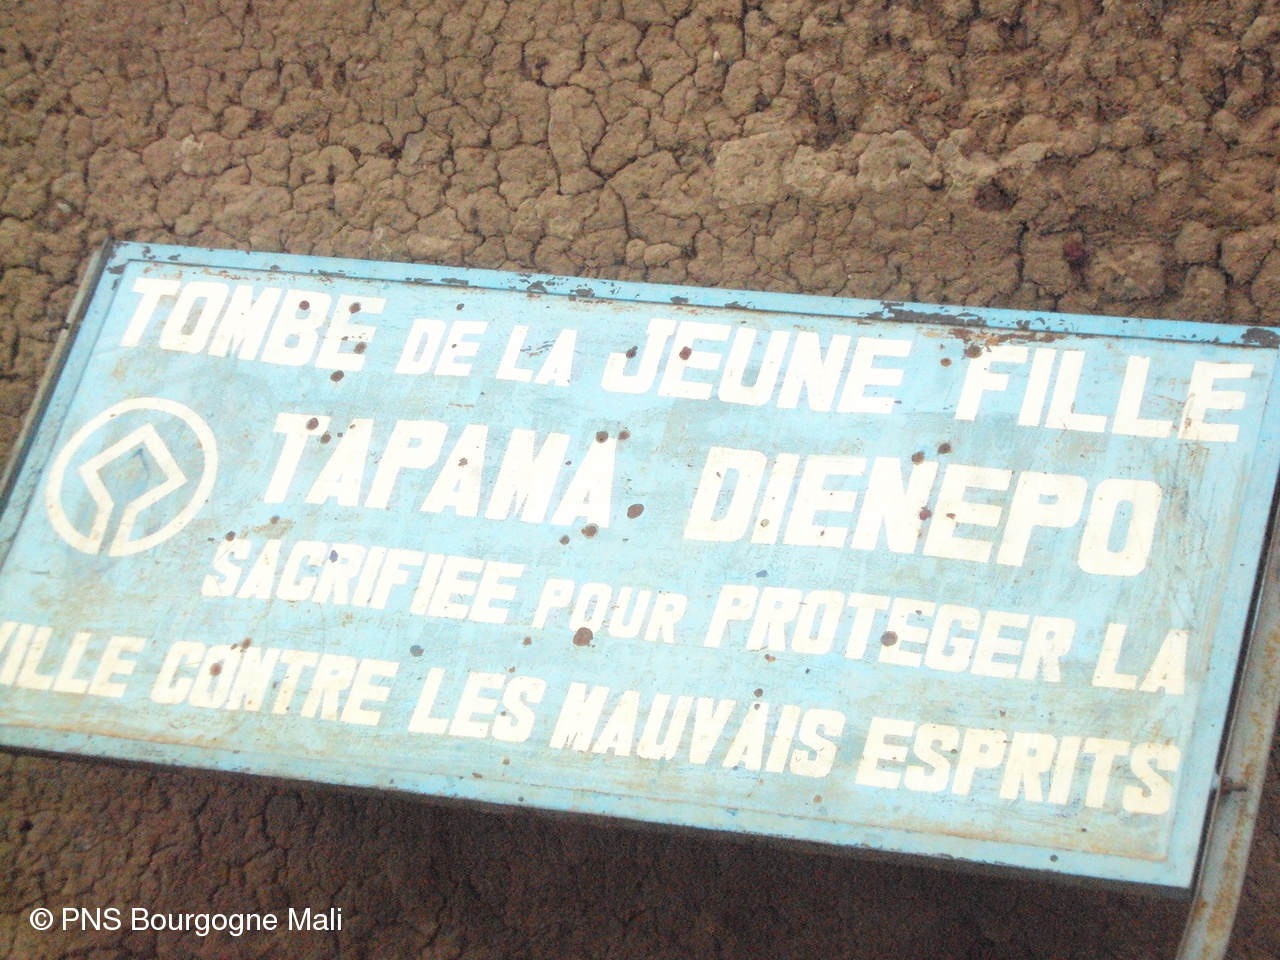 TOMBE DE LA JEUNE FILLE
TAPAMA DIENEPO
SACRIFIEE POUR PROTEGER LA
VILLE CONTRE LES MAUVAIS ESPRITS
© PNS Bourgogne Mali